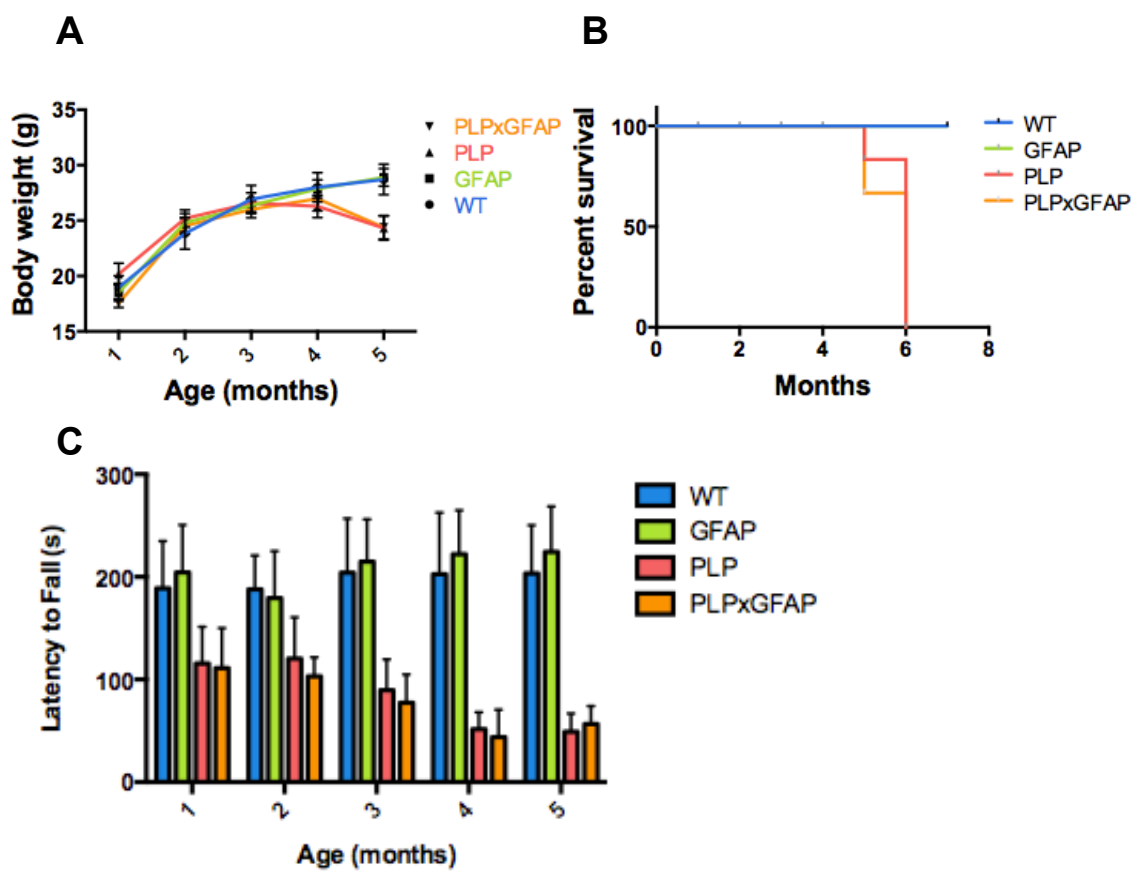 A
B
Body weight (g)
35
30
25
20
15
1
2
3
4
5
Age (months)
PLPxGFAP
PLP
GFAP
WT
Percent survival
100
50
0
0
2
4
6
8
Months
WT
GFAP
PLP
PLPxGFAP
C
Latency to Fall (s)
300
200
100
0
1
2
3
4
5
Age (months)
WT
GFAP
PLP
PLPxGFAP